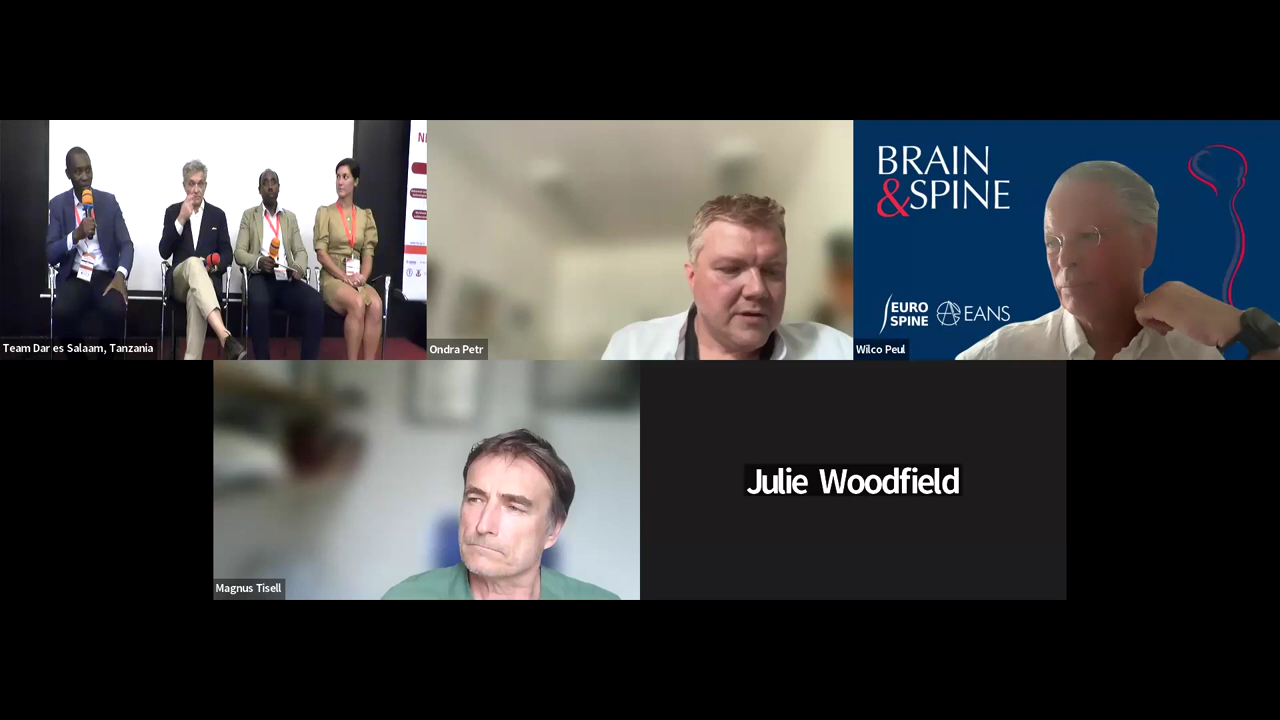 Team Dar es Salaam, Tanzania
Ondra Petr
BRAIN
&SPINE
EURO
SPINE
EANS
Wilco Peul
Magnus Tisell
Julie Woodfield